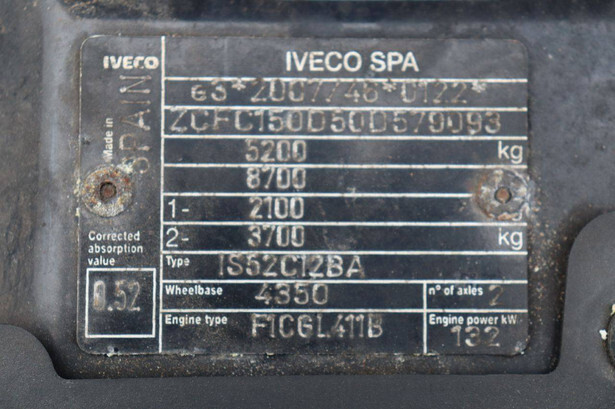 IVECO IVECO SPA
e3*2007/46*0122*
ZCFC150D50D579093
Made in SPAIN
5200 kg
8700
1- 2100
2- 3700 kg
Corrected absorption value
0.52
Type IS52C12BA
Wheelbase 4350 n° of axles 2
Engine type F1CGL411B Engine power kW 132